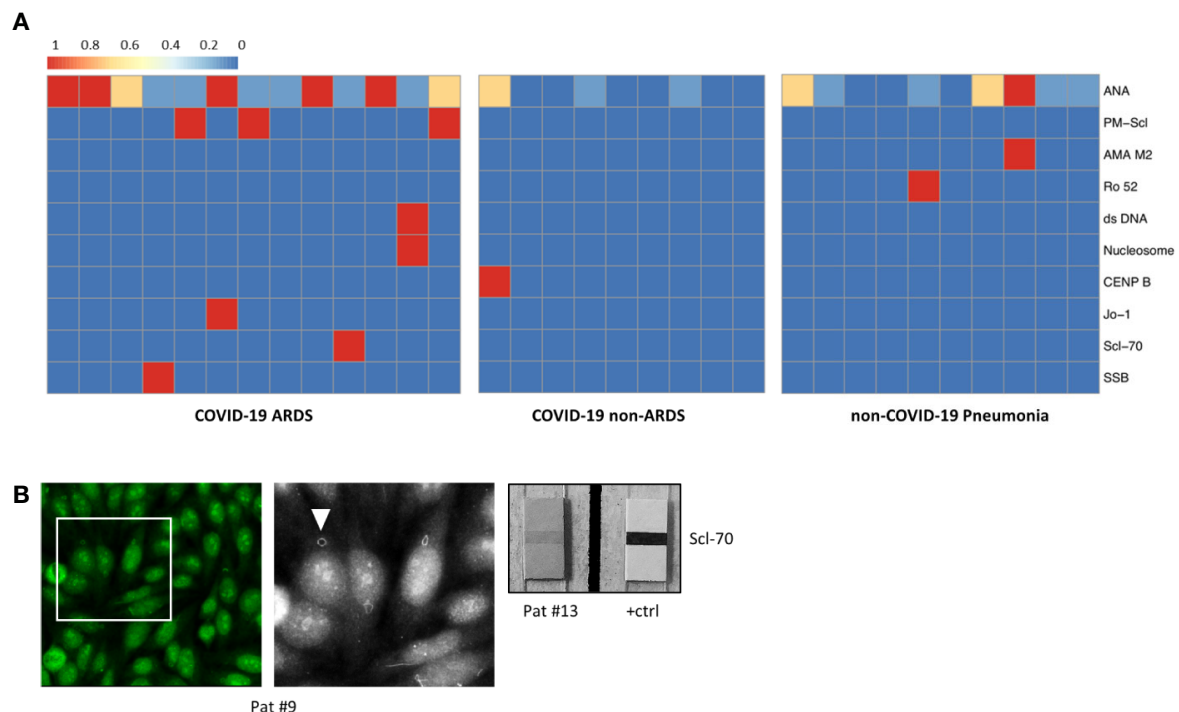 A
1 0.8 0.6 0.4 0.2 0
ANA
PM-Scl
AMA M2
Ro 52
ds DNA
Nucleosome
CENP B
Jo-1
Scl-70
SSB
COVID-19 ARDS COVID-19 non-ARDS non-COVID-19 Pneumonia
B
Scl-70
Pat #13 +ctrl
Pat #9